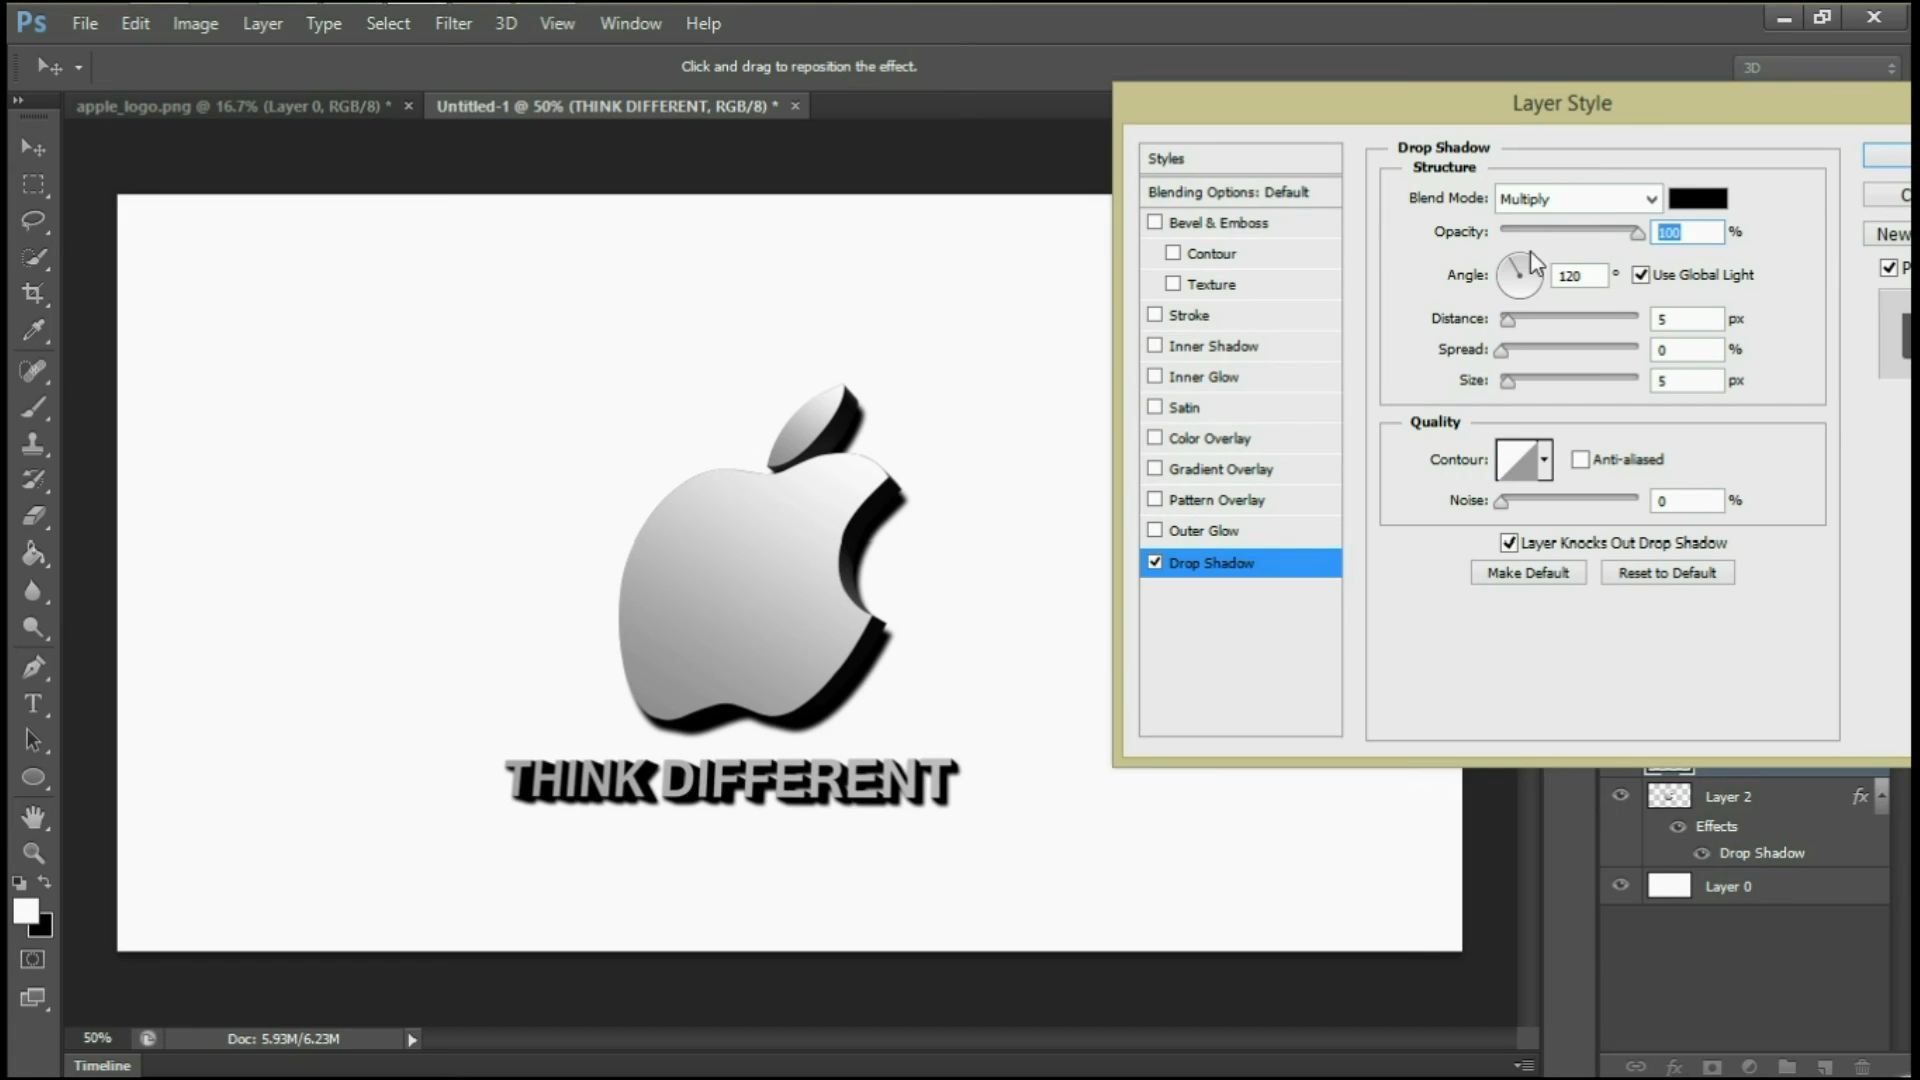 Ps File Edit Image Layer Type Select Filter 3D View Window Help
Click and drag to reposition the effect.
3D
apple_logo.png @ 16.7% (Layer 0, RGB/8) * ×
Untitled-1 @ 50% (THINK DIFFERENT, RGB/8) * ×
Layer Style
Styles
Blending Options: Default
Bevel & Emboss
Contour
Texture
Stroke
Inner Shadow
Inner Glow
Satin
Color Overlay
Gradient Overlay
Pattern Overlay
Outer Glow
Drop Shadow
Drop Shadow
Structure
Blend Mode: Multiply
Opacity: 100 %
Angle: 120 ° Use Global Light
Distance: 5 px
Spread: 0 %
Size: 5 px
Quality
Contour: Anti-aliased
Noise: 0 %
Layer Knocks Out Drop Shadow
Make Default Reset to Default
C
New
P
THINK DIFFERENT
Layer 2 fx
Effects
Drop Shadow
Layer 0
T
50% Doc: 5.93M/6.23M
Timeline
fx